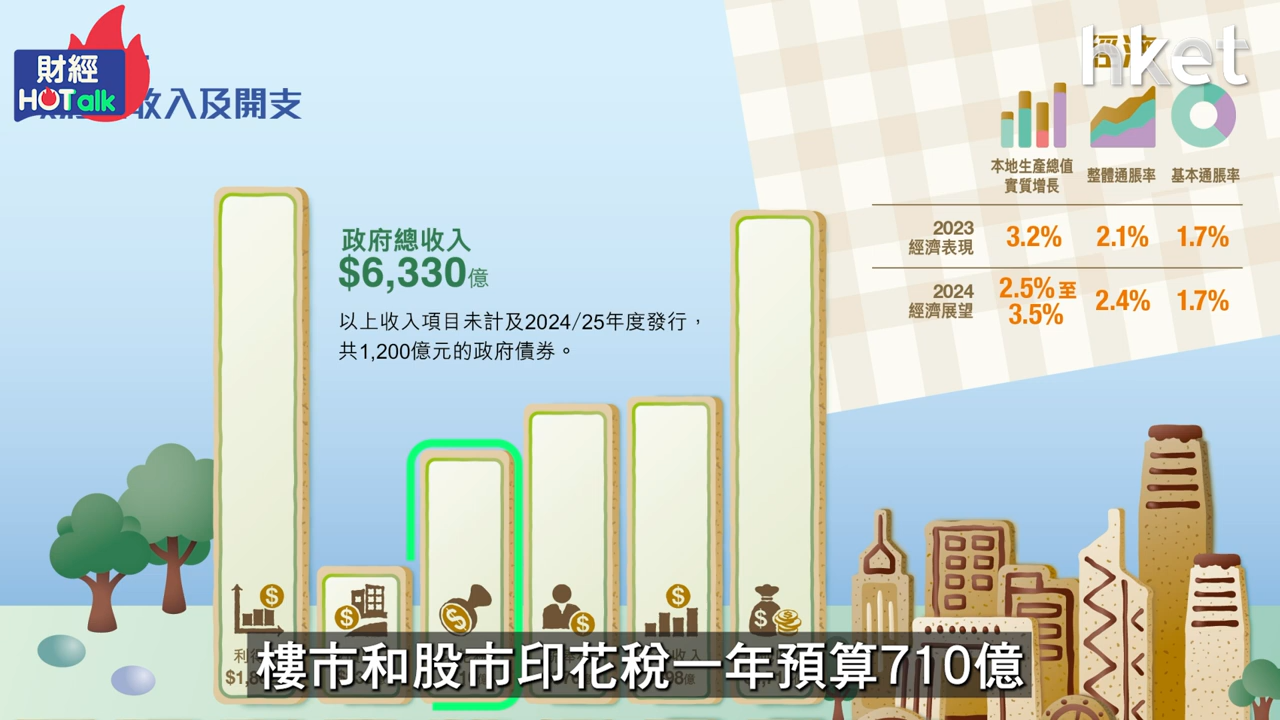 財經
HOTalk
收入及開支
hket
政府總收入
$6,330億
以上收入項目未計及2024/25年度發行，
共1,200億元的政府債券。
本地生產總值
實質增長
整體通脹率
基本通脹率
2023
經濟表現
3.2%
2.1%
1.7%
2024
經濟展望
2.5%至
3.5%
2.4%
1.7%
樓市和股市印花稅一年預算710億